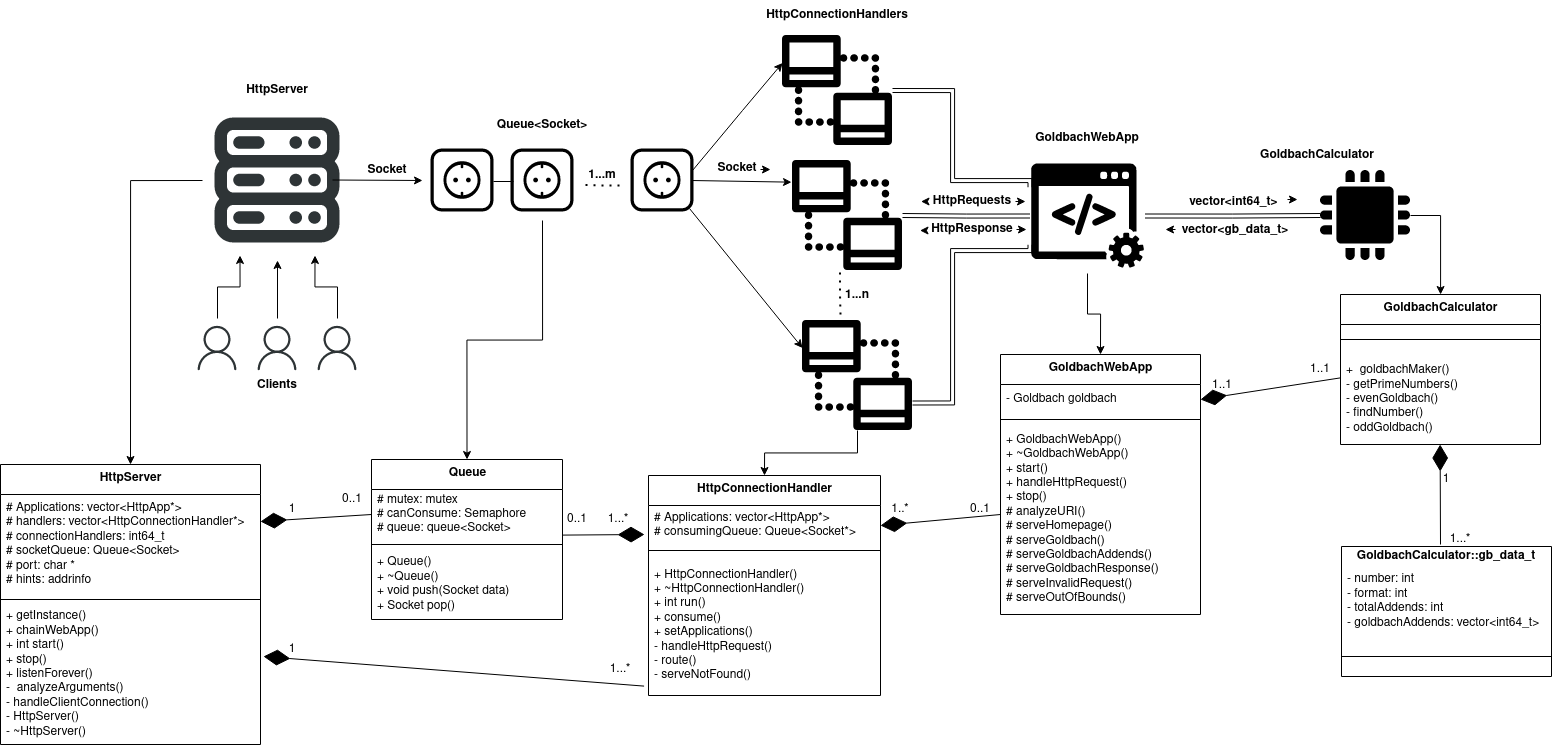 HttpConnectionHandlers
HttpServer
Queue<Socket>
GoldbachWebApp
GoldbachCalculator
Socket
1...m
Socket
HttpRequests
HttpResponse
vector<int64_t>
vector<gb_data_t>
1...n
Clients
GoldbachCalculator
+  goldbachMaker()
- getPrimeNumbers()
- evenGoldbach()
- findNumber()
- oddGoldbach()
GoldbachWebApp
- Goldbach goldbach
+ GoldbachWebApp()
+ ~GoldbachWebApp()
+ start()
+ handleHttpRequest()
+ stop()
# analyzeURI()
# serveHomepage()
# serveGoldbach()
# serveGoldbachAddends()
# serveGoldbachResponse()
# serveInvalidRequest()
# serveOutOfBounds()
1..1
1..1
HttpServer
# Applications: vector<HttpApp*>
# handlers: vector<HttpConnectionHandler*>
# connectionHandlers: int64_t
# socketQueue: Queue<Socket>
# port: char *
# hints: addrinfo
+ getInstance()
+ chainWebApp()
+ int start()
+ stop()
+ listenForever()
-  analyzeArguments()
- handleClientConnection()
- HttpServer()
- ~HttpServer()
1
0..1
Queue
# mutex: mutex
# canConsume: Semaphore
# queue: queue<Socket>
+ Queue()
+ ~Queue()
+ void push(Socket data)
+ Socket pop()
0..1
1...*
HttpConnectionHandler
# Applications: vector<HttpApp*>
# consumingQueue: Queue<Socket*>
+ HttpConnectionHandler()
+ ~HttpConnectionHandler()
+ int run()
+ consume()
+ setApplications()
- handleHttpRequest()
- route()
- serveNotFound()
1..*
0..1
1
1...*
1
1...*
GoldbachCalculator::gb_data_t
- number: int
- format: int
- totalAddends: int
- goldbachAddends: vector<int64_t>